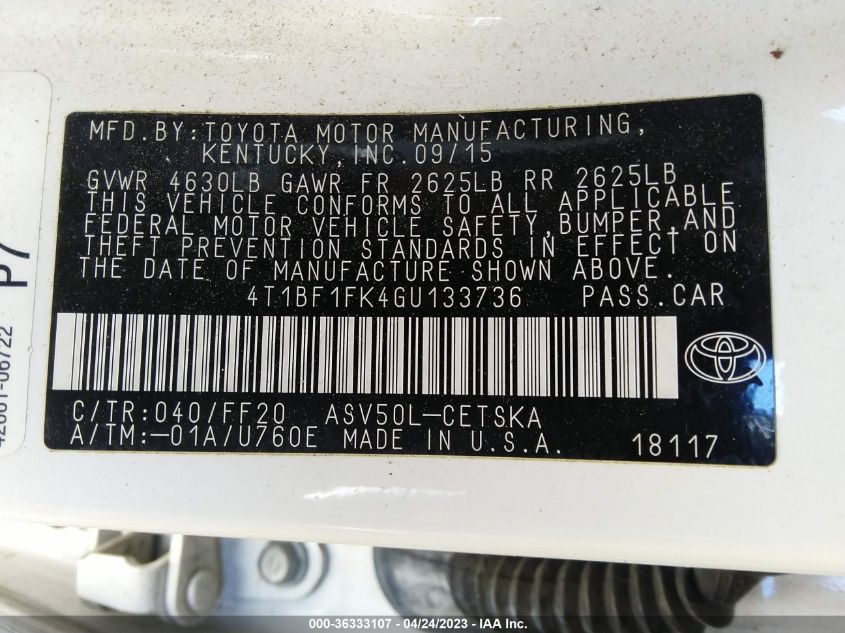 MFD.BY:TOYOTA MOTOR MANUFACTURING,
KENTUCKY,INC.09/15
GVWR 4630LB GAWR FR 2625LB RR 2625LB
THIS VEHICLE CONFORMS TO ALL APPLICABLE
FEDERAL MOTOR VEHICLE SAFETY,BUMPER,AND
THEFT PREVENTION STANDARDS IN EFFECT ON
THE DATE OF MANUFACTURE SHOWN ABOVE.
4T1BF1FK4GU133736 PASS.CAR
C/TR:040/FF20 ASV50L-CETSKA
A/TM:-01A/U760E MADE IN U.S.A. 18117
P7
42661-06722
000-36333107 - 04/24/2023 - IAA Inc.